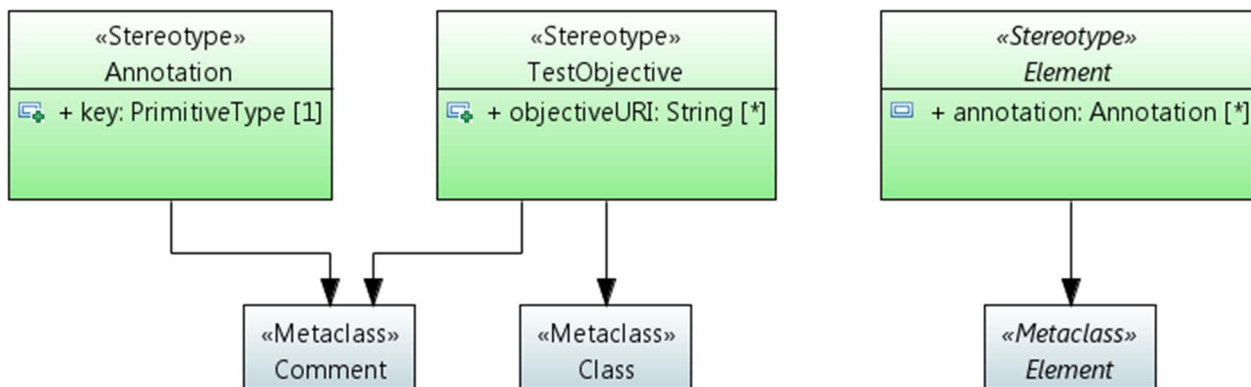 «Stereotype»
Annotation
+ key: PrimitiveType [1]
«Stereotype»
TestObjective
+ objectiveURI: String [*]
«Stereotype»
Element
+ annotation: Annotation [*]
«Metaclass»
Comment
«Metaclass»
Class
«Metaclass»
Element